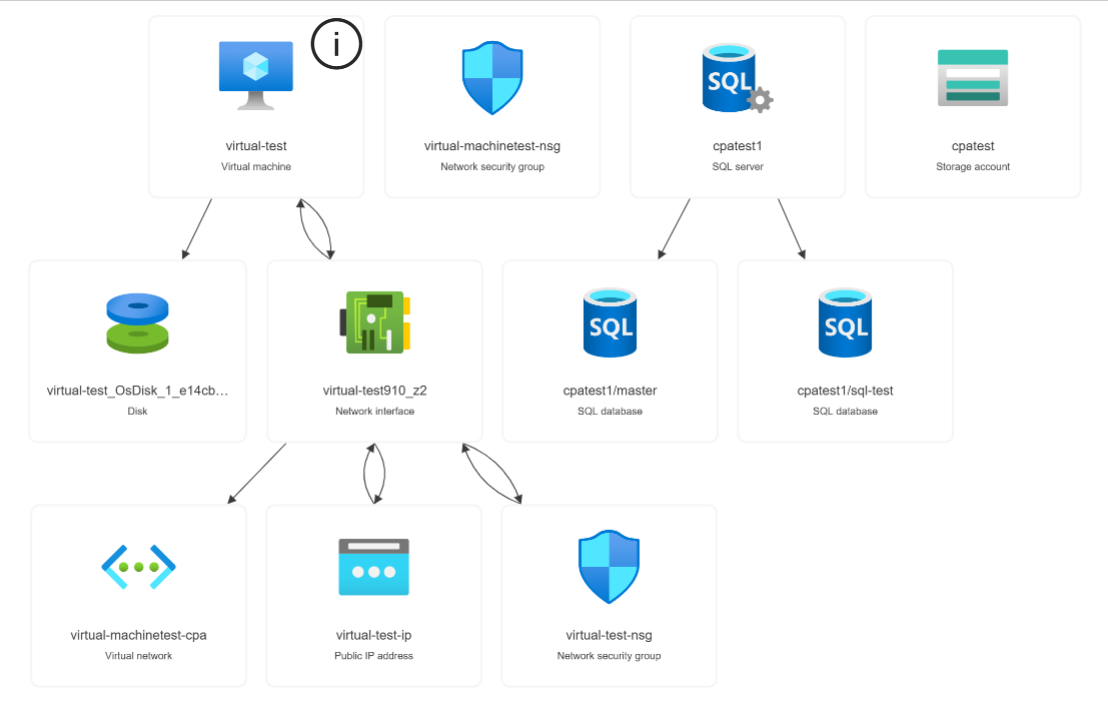 i
virtual-test
Virtual machine
virtual-machinetest-nsg
Network security group
SQL
cpatest1
SQL server
cpatest
Storage account
virtual-test_OsDisk_1_e14cb...
Disk
virtual-test910_z2
Network interface
SQL
cpatest1/master
SQL database
SQL
cpatest1/sql-test
SQL database
virtual-machinetest-cpa
Virtual network
virtual-test-ip
Public IP address
virtual-test-nsg
Network security group